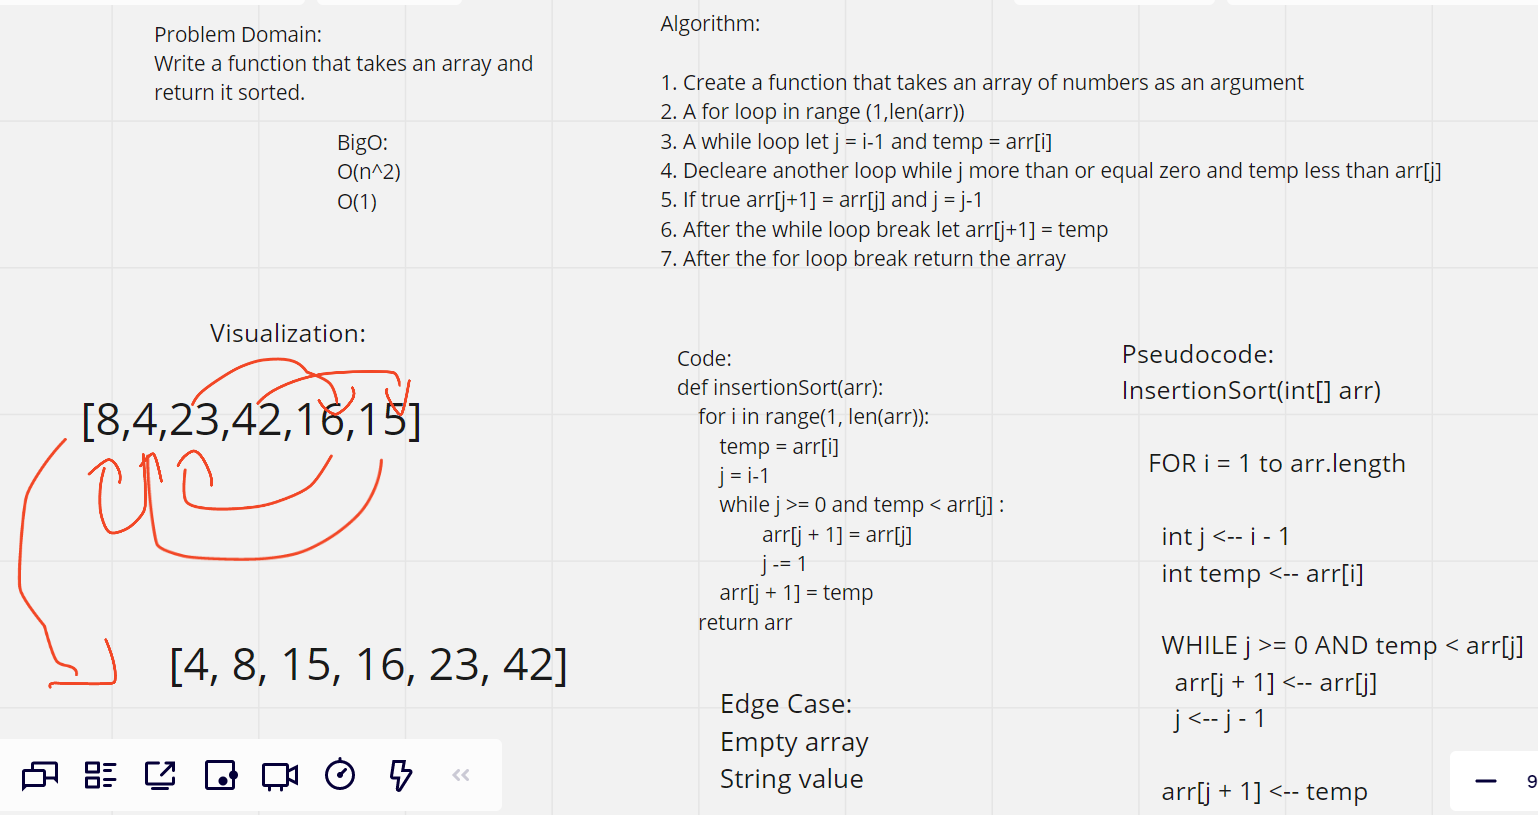 Problem Domain:
Write a function that takes an array and
return it sorted.
BigO:
O(n^2)
O(1)
Algorithm:
1. Create a function that takes an array of numbers as an argument
2. A for loop in range (1,len(arr))
3. A while loop let j = i-1 and temp = arr[i]
4. Decleare another loop while j more than or equal zero and temp less than arr[j]
5. If true arr[j+1] = arr[j] and j = j-1
6. After the while loop break let arr[j+1] = temp
7. After the for loop break return the array
Visualization:
[8,4,23,42,16,15]
[4, 8, 15, 16, 23, 42]
Code:
def insertionSort(arr):
for i in range(1, len(arr)):
temp = arr[i]
j = i-1
while j >= 0 and temp < arr[j] :
arr[j + 1] = arr[j]
j -= 1
arr[j + 1] = temp
return arr
Edge Case:
Empty array
String value
Pseudocode:
InsertionSort(int[] arr)
FOR i = 1 to arr.length
int j <-- i - 1
int temp <-- arr[i]
WHILE j >= 0 AND temp < arr[j]
arr[j + 1] <-- arr[j]
j <-- j - 1
arr[j + 1] <-- temp
9